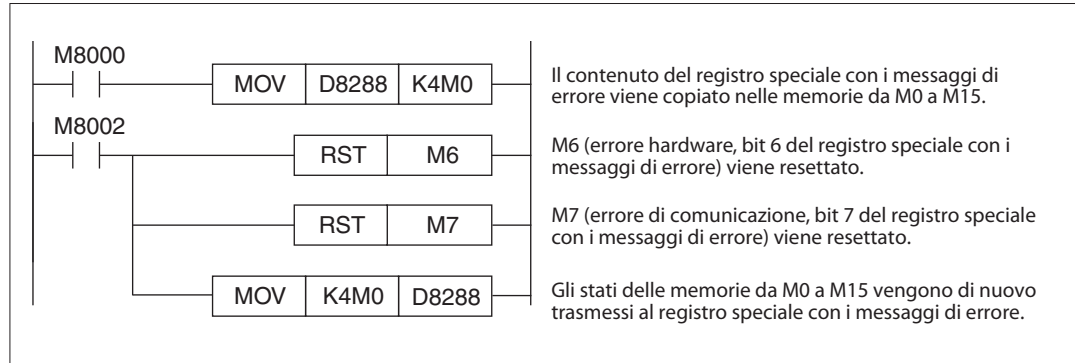 M8000
MOV D8288 K4M0
Il contenuto del registro speciale con i messaggi di
errore viene copiato nelle memorie da M0 a M15.
M8002
RST M6
M6 (errore hardware, bit 6 del registro speciale con i
messaggi di errore) viene resettato.
RST M7
M7 (errore di comunicazione, bit 7 del registro speciale
con i messaggi di errore) viene resettato.
MOV K4M0 D8288
Gli stati delle memorie da M0 a M15 vengono di nuovo
trasmessi al registro speciale con i messaggi di errore.